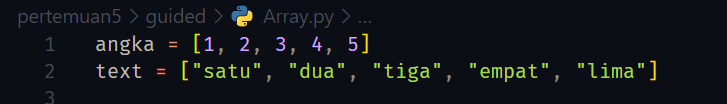 pertemuan5 > guided > Array.py > ...
1 angka = [1, 2, 3, 4, 5]
2 text = ["satu", "dua", "tiga", "empat", "lima"]
3